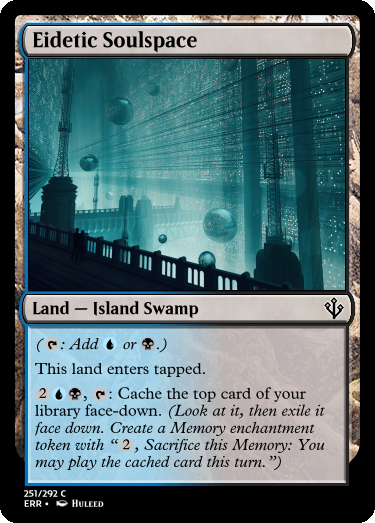 Eidetic Soulspace
Land — Island Swamp
( : Add or .)
This land enters tapped.
2 , : Cache the top card of your
library face-down. (Look at it, then exile it
face down. Create a Memory enchantment
token with “ 2 , Sacrifice this Memory: You
may play the cached card this turn.”)
251/292 C
ERR • Huleed